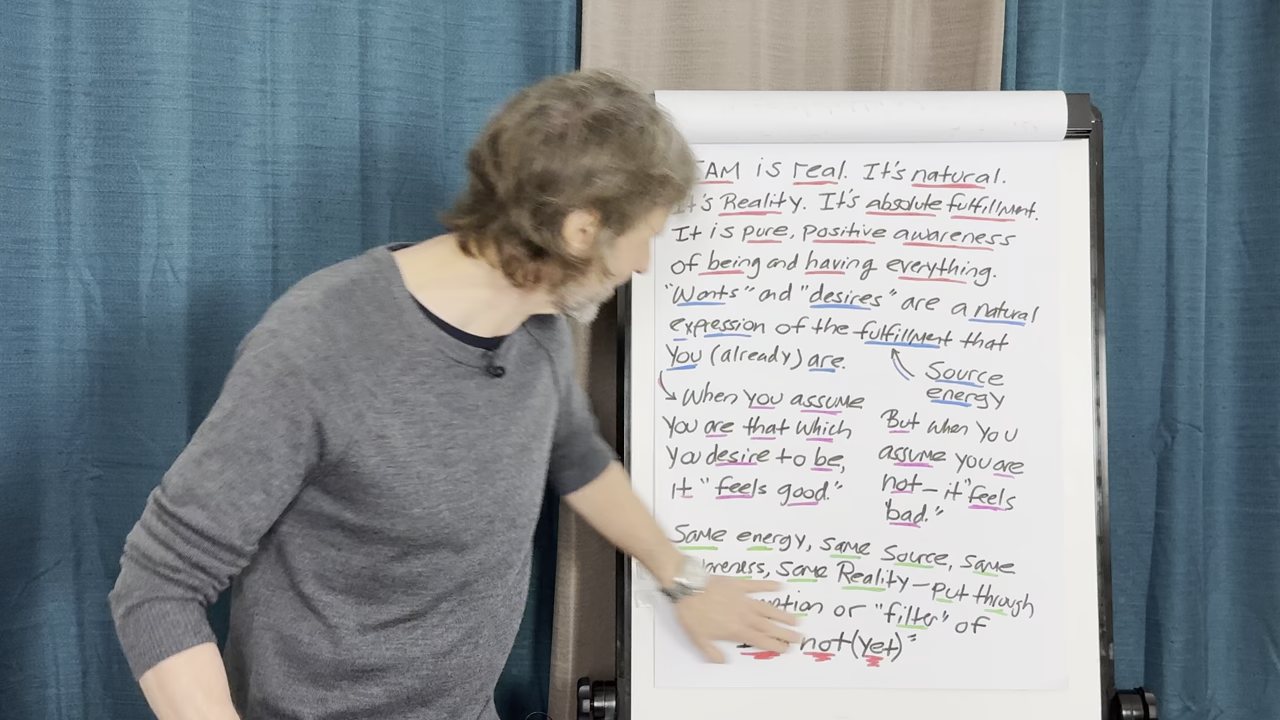 I AM is real. It's natural.
It's Reality. It's absolute fulfillment.
It is pure, positive awareness
of being and having everything.
"Wants" and "desires" are a natural
expression of the fulfillment that
You (already) are.
Source
energy
When you assume
you are that which
you desire to be,
it "feels good."
But when you
assume you are
not – it "feels
bad."
Same energy, same source, same
same Reality – put through
or "filter" of
not (yet)"